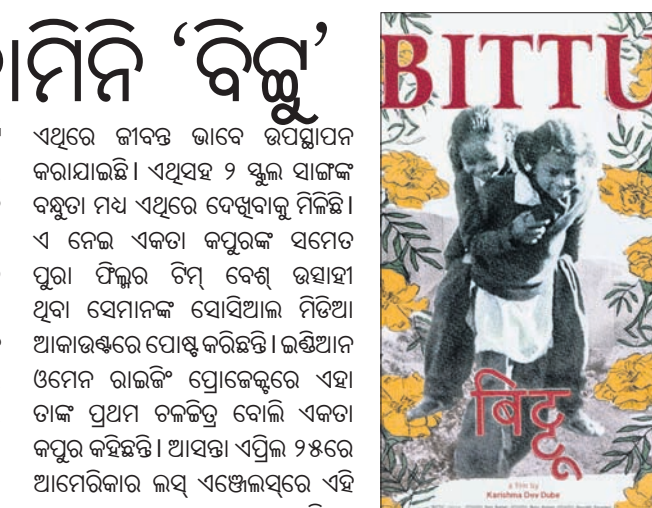 ାମିନି ‘ବିଟ୍ଟୁ’
ଏଥିରେ ଜୀବନ୍ତ ଭାବେ ଉପସ୍ଥାପନ
କରାଯାଇଛି । ଏଥିସହ ୨ ସ୍କୁଲ ସାଙ୍ଗଙ୍କ
ବନ୍ଧୁତା ମଧ୍ୟ ଏଥିରେ ଦେଖିବାକୁ ମିଳିଛି ।
ଏ ନେଇ ଏକତା କପୁରଙ୍କ ସମେତ
ପୁରା ଫିଲ୍ମର ଟିମ୍ ବେଶ୍ ଉତ୍ସାହୀ
ଥିବା ସେମାନଙ୍କ ସୋସିଆଲ ମିଡିଆ
ଆକାଉଣ୍ଟରେ ପୋଷ୍ଟ କରିଛନ୍ତି । ଇଣ୍ଡିଆନ
ଓମେନ ରାଇଜିଂ ପ୍ରୋଜେକ୍ଟରେ ଏହା
ତାଙ୍କ ପ୍ରଥମ ଚଳଚ୍ଚିତ୍ର ବୋଲି ଏକତା
କପୁର କହିଛନ୍ତି । ଆସନ୍ତା ଏପ୍ରିଲ ୨୫ରେ
ଆମେରିକାର ଲସ୍ ଏଞ୍ଜେଲସ୍‌ରେ ଏହି
BITTU
बिट्टू
a film by
Karishma Dev Dube